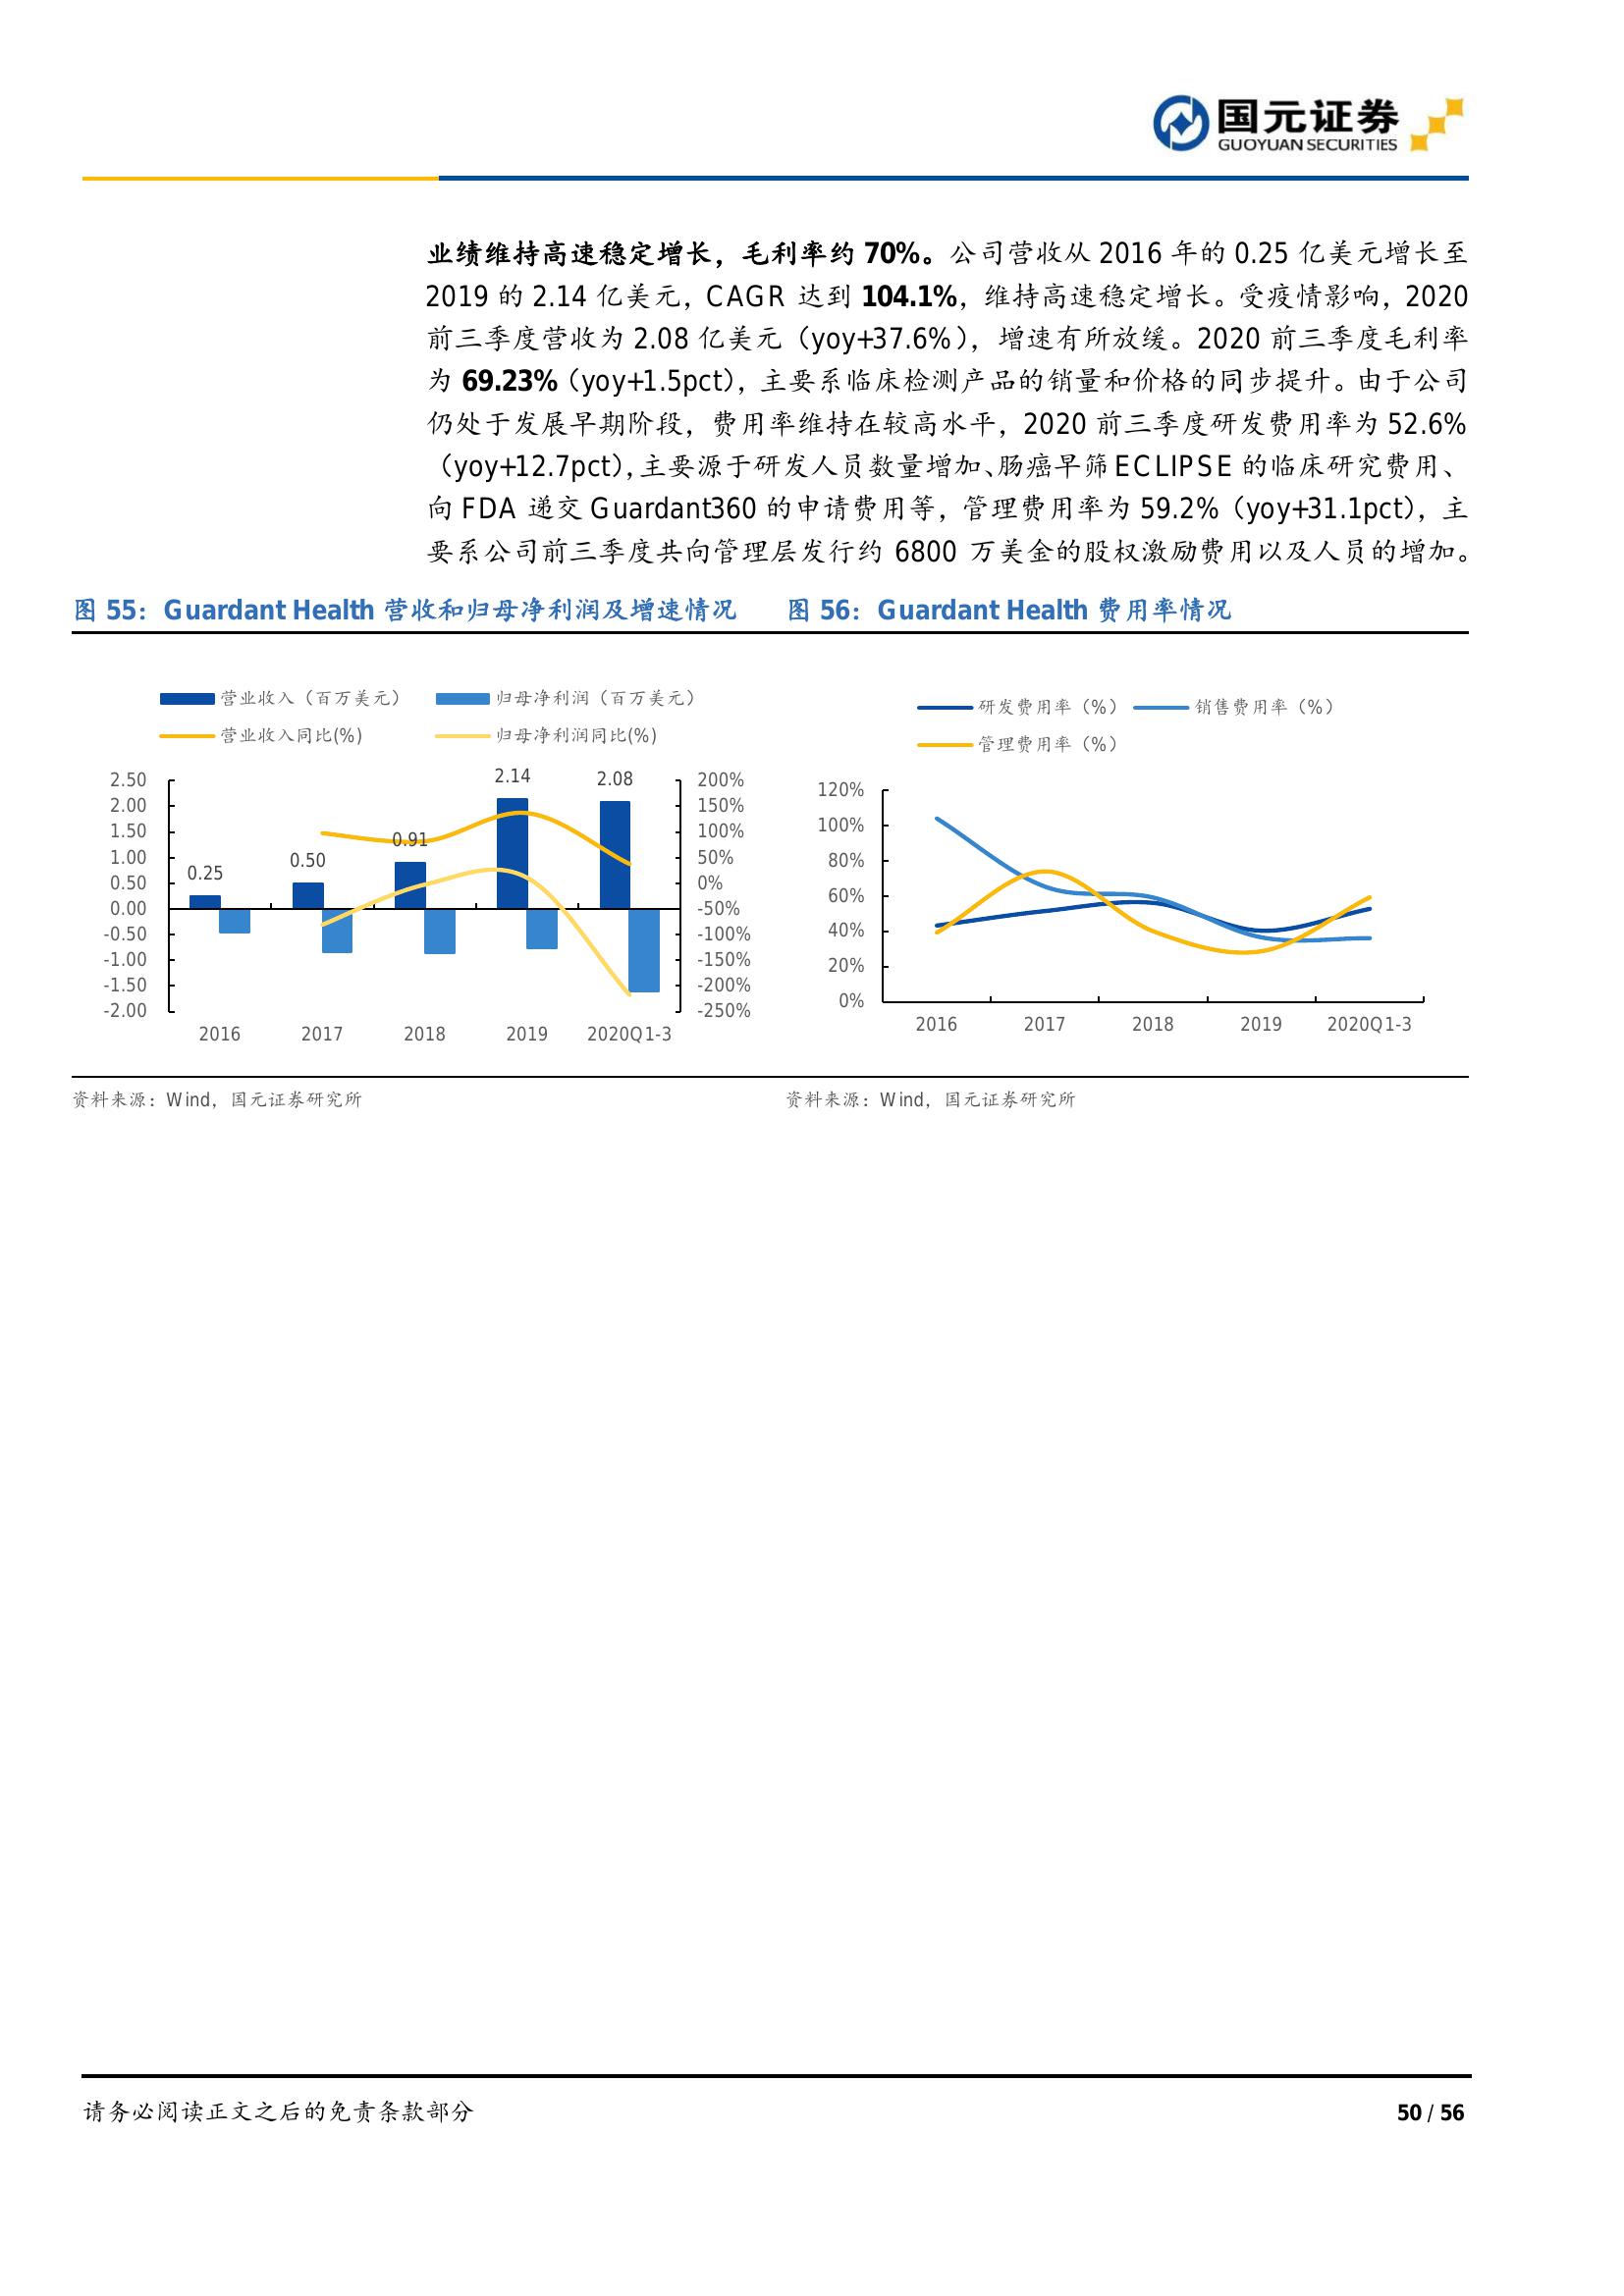 国元证券
GUOYUAN SECURITIES
业绩维持高速稳定增长，毛利率约 70%。公司营收从 2016 年的 0.25 亿美元增长至
2019 的 2.14 亿美元，CAGR 达到 104.1%，维持高速稳定增长。受疫情影响，2020
前三季度营收为 2.08 亿美元（yoy+37.6%），增速有所放缓。2020 前三季度毛利率
为 69.23%（yoy+1.5pct），主要系临床检测产品的销量和价格的同步提升。由于公司
仍处于发展早期阶段，费用率维持在较高水平，2020 前三季度研发费用率为 52.6%
（yoy+12.7pct），主要源于研发人员数量增加、肠癌早筛 ECLIPSE 的临床研究费用、
向 FDA 递交 Guardant360 的申请费用等，管理费用率为 59.2%（yoy+31.1pct），主
要系公司前三季度共向管理层发行约 6800 万美金的股权激励费用以及人员的增加。
图 55：Guardant Health 营收和归母净利润及增速情况
营业收入（百万美元） 归母净利润（百万美元）
营业收入同比(%) 归母净利润同比(%)
2.50
2.00
1.50
1.00
0.50
0.00
-0.50
-1.00
-1.50
-2.00
0.25
0.50
0.91
2.14
2.08
200%
150%
100%
50%
0%
-50%
-100%
-150%
-200%
-250%
2016 2017 2018 2019 2020Q1-3
资料来源：Wind，国元证券研究所
图 56：Guardant Health 费用率情况
研发费用率（%） 销售费用率（%）
管理费用率（%）
120%
100%
80%
60%
40%
20%
0%
2016 2017 2018 2019 2020Q1-3
资料来源：Wind，国元证券研究所
请务必阅读正文之后的免责条款部分 50 / 56